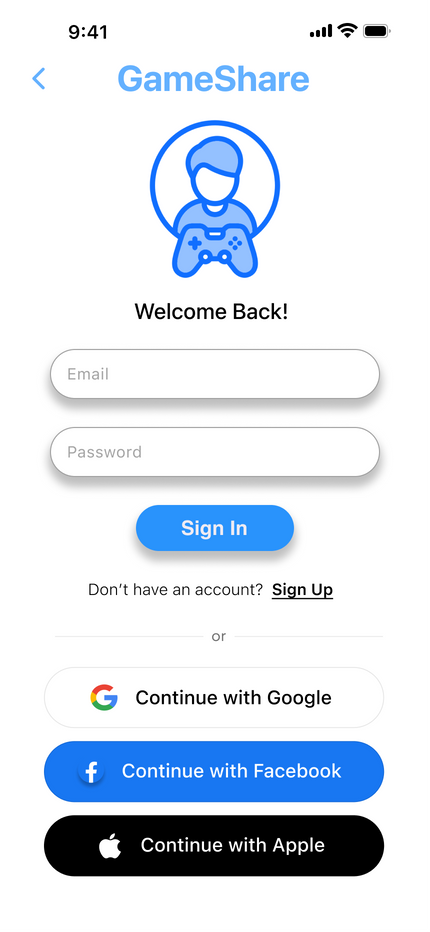 9:41
GameShare
Welcome Back!
Email
Password
Sign In
Don’t have an account? Sign Up
or
Continue with Google
Continue with Facebook
Continue with Apple